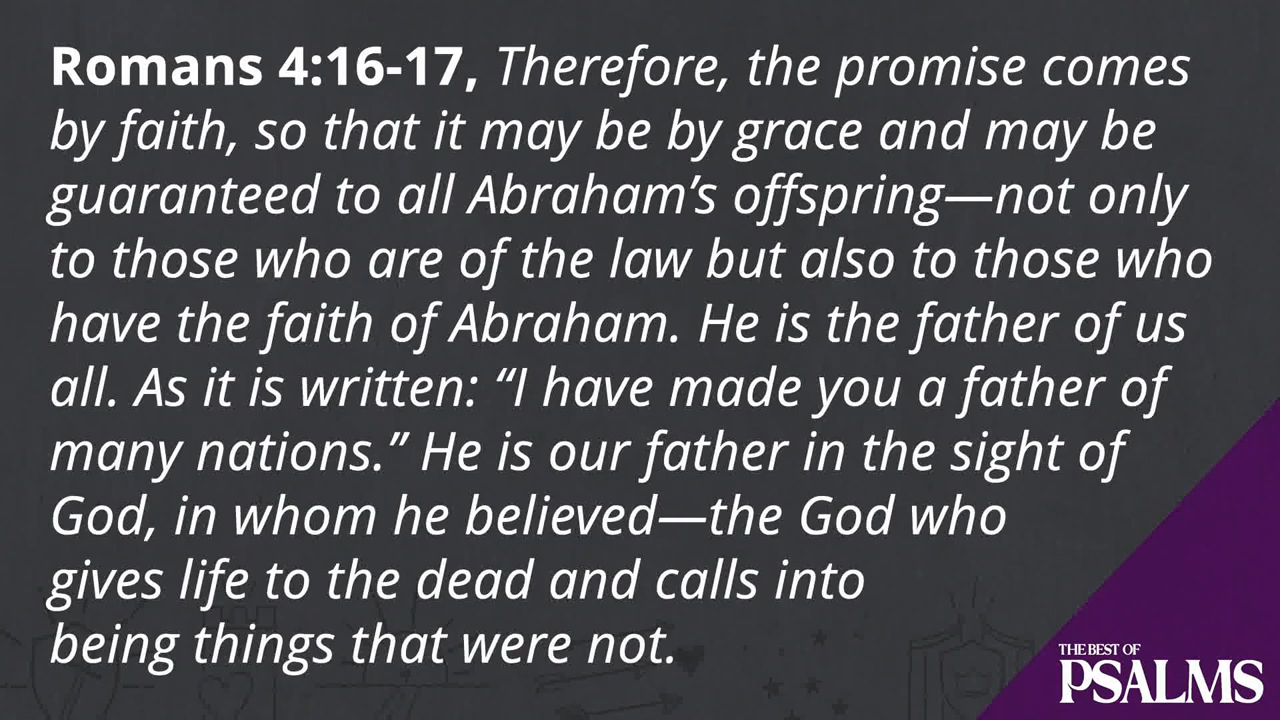 Romans 4:16-17, Therefore, the promise comes
by faith, so that it may be by grace and may be
guaranteed to all Abraham’s offspring—not only
to those who are of the law but also to those who
have the faith of Abraham. He is the father of us
all. As it is written: “I have made you a father of
many nations.” He is our father in the sight of
God, in whom he believed—the God who
gives life to the dead and calls into
being things that were not.
THE BEST OF
PSALMS